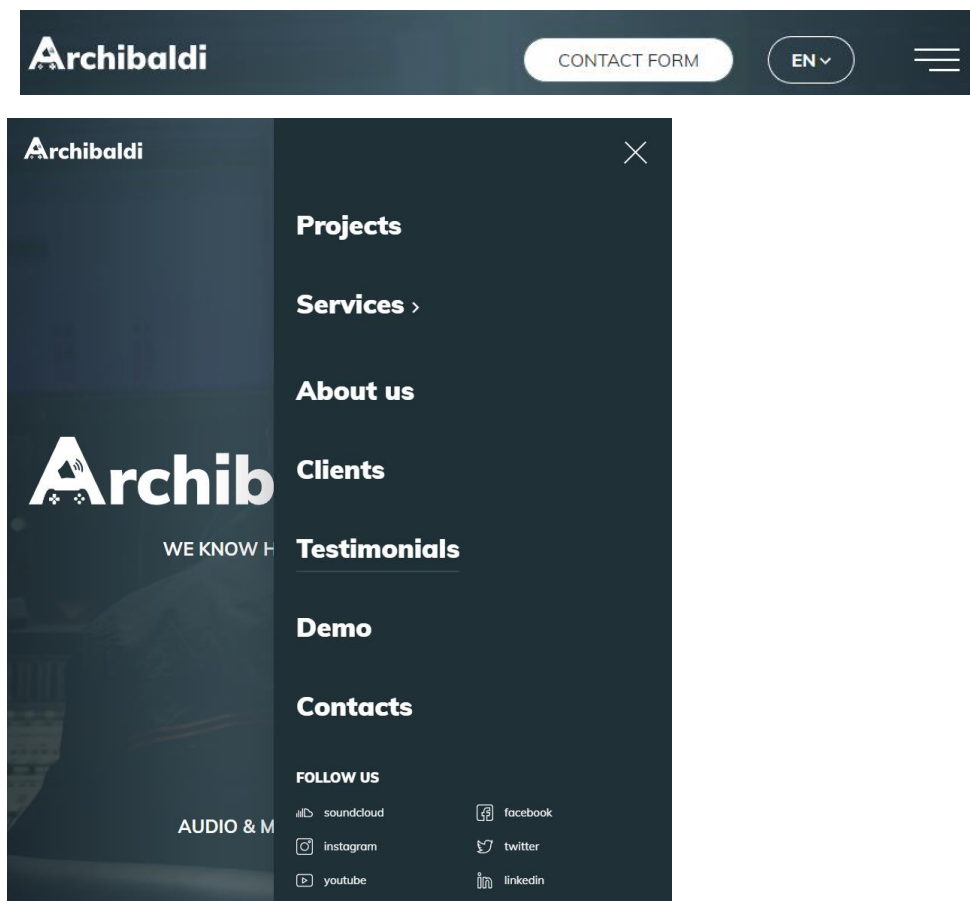 Archibaldi
CONTACT FORM
EN
Archibaldi
Projects
Services
About us
Archib
Clients
WE KNOW H
Testimonials
Demo
Contacts
FOLLOW US
soundcloud
facebook
AUDIO & M
instagram
twitter
youtube
linkedin